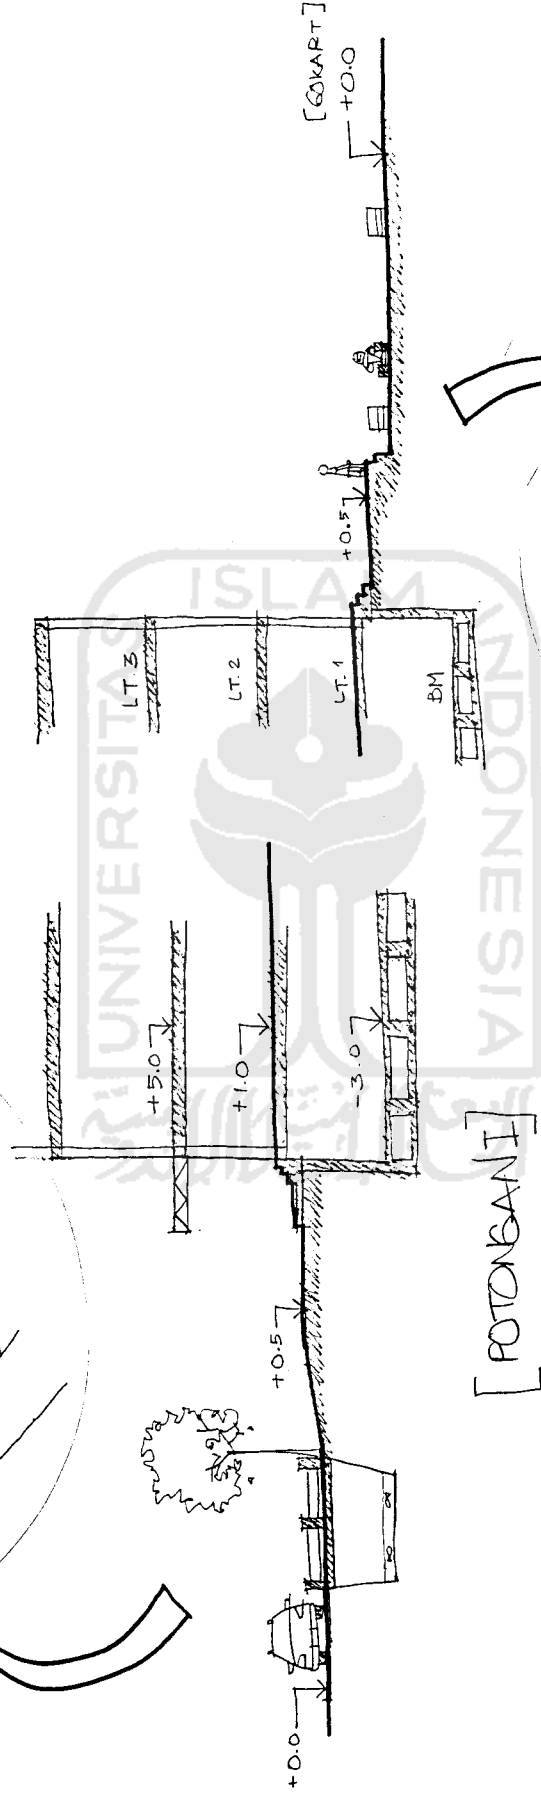 +0.0
+0.5
+5.0
+1.0
-3.0
LT.3
LT.2
LT.1
BM
+0.5
[GOKART]
+0.0
[POTONGAN I]
UNIVERSITAS
ISLAM
INDONESIA